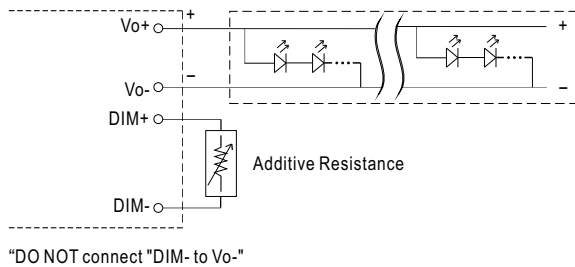 Vo+ + +
Vo- - -
DIM+
Additive Resistance
DIM-
“DO NOT connect "DIM- to Vo-"